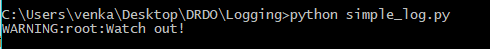 C:\Users\venka\Desktop\DRDO\Logging>python simple_log.py
WARNING:root:Watch out!